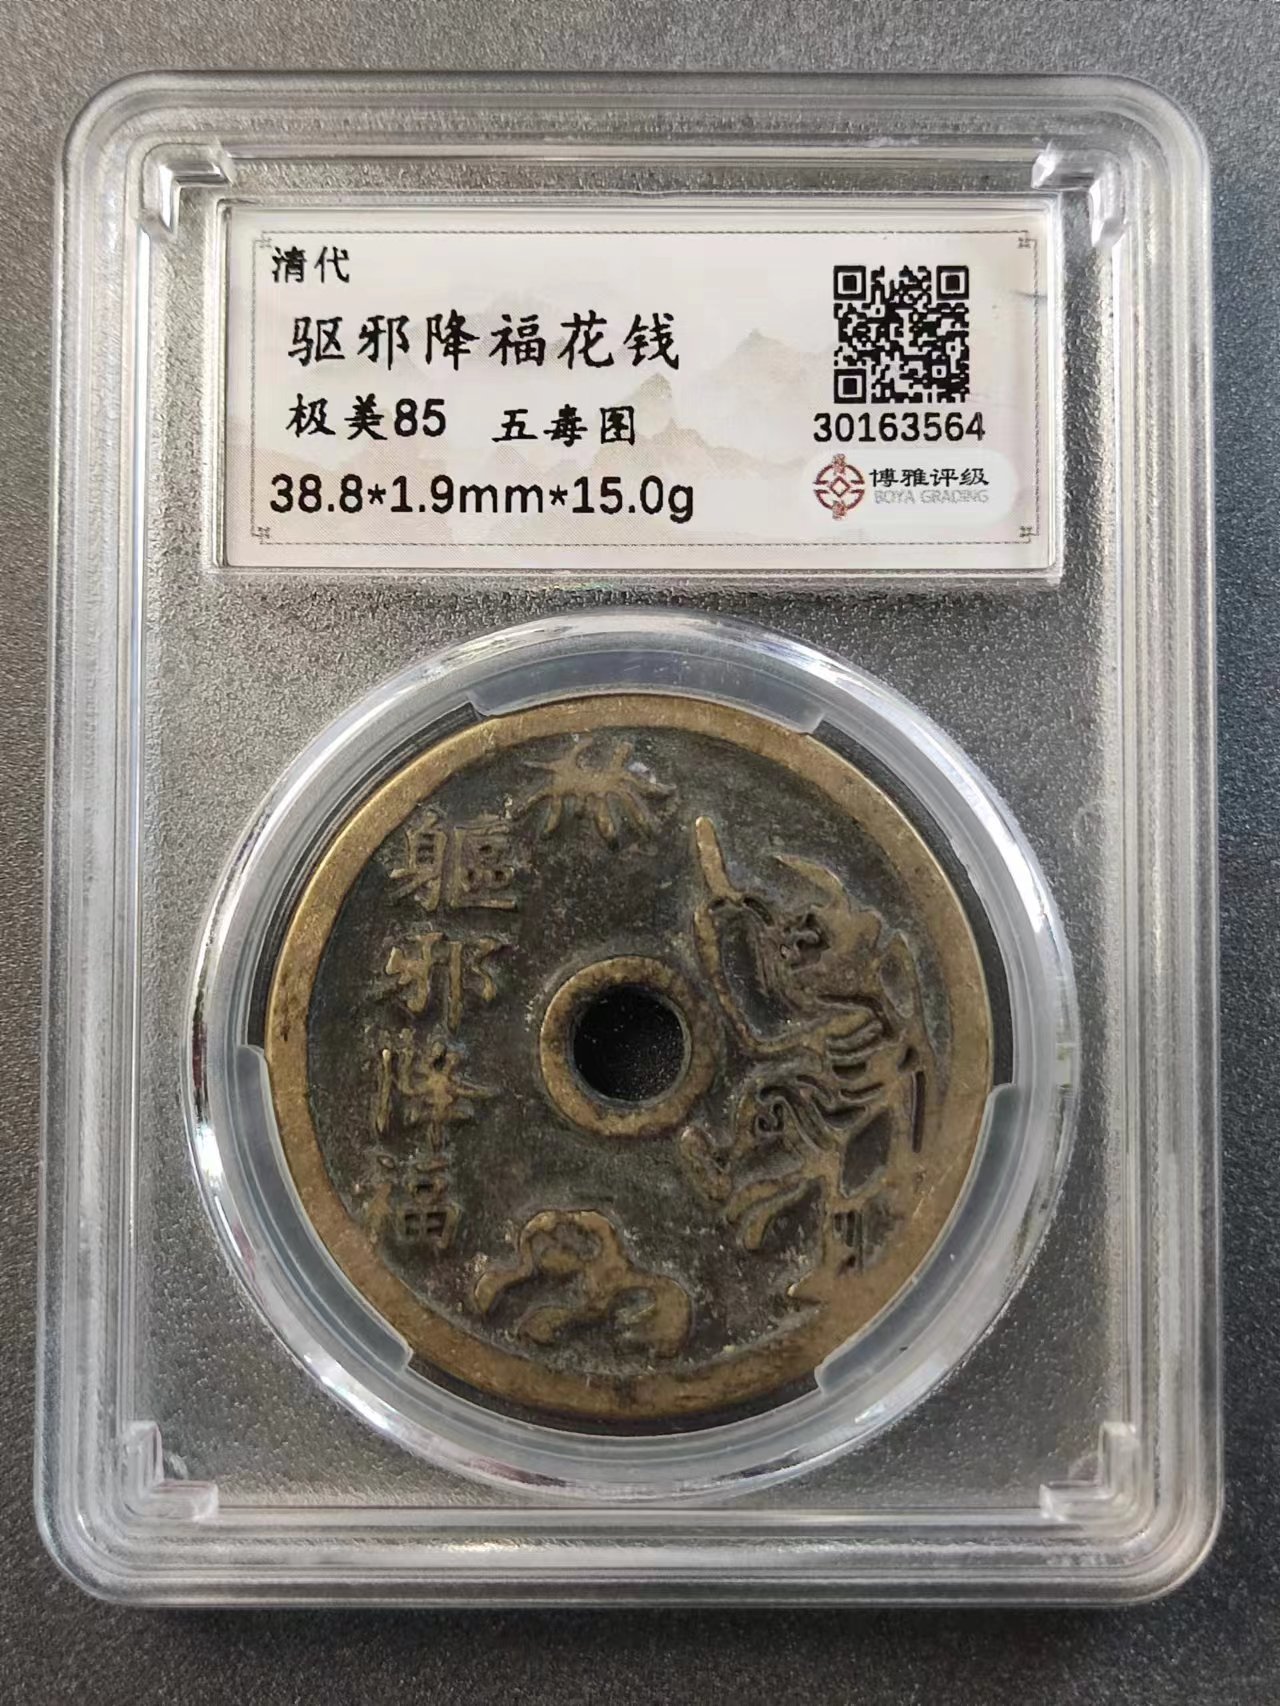 清代
驱邪降福花钱
极美85 五毒图
38.8*1.9mm*15.0g
30163564
博雅评级
BOYA GRADING
驅邪降福